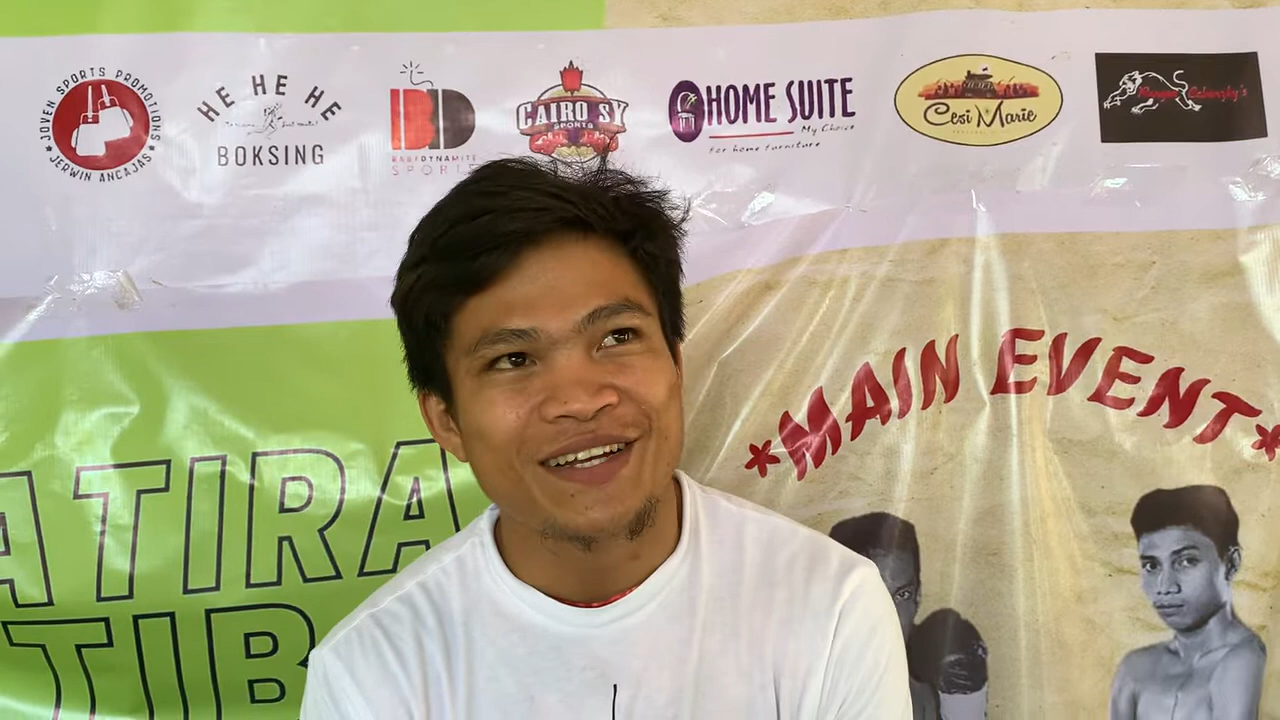 JOVEN SPORTS PROMOTIONS
JERWIN ANCAJAS
HE HE HE
BOKSING
BD
BABY DYNAMITE
SPORTS
CAIRO SY
SPORTS
HOME SUITE
My Choice
For home furniture
Cesi Marie
MAIN EVENT
ATIRA
TIB